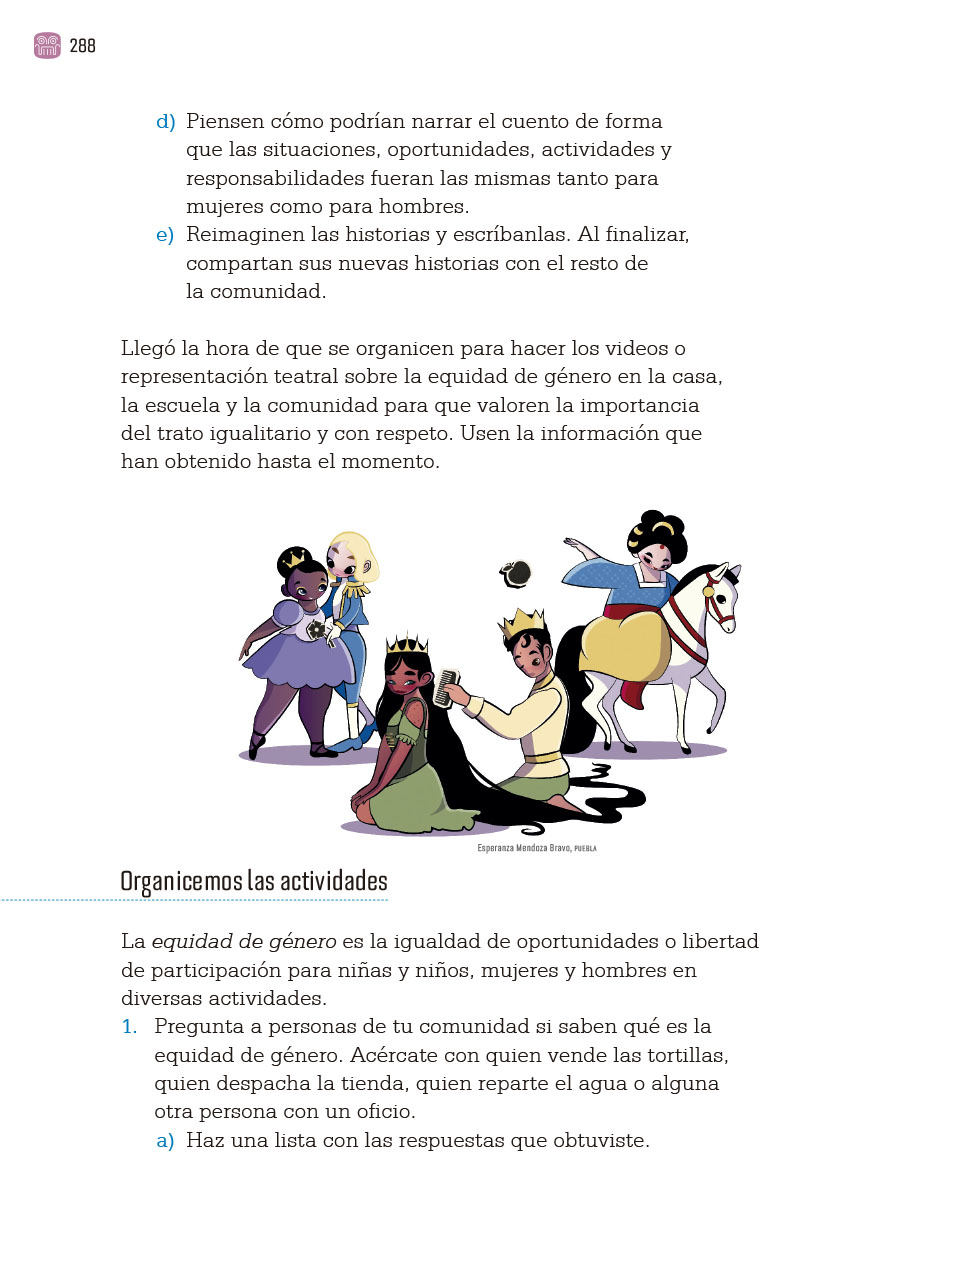 288
d) Piensen cómo podrían narrar el cuento de forma
que las situaciones, oportunidades, actividades y
responsabilidades fueran las mismas tanto para
mujeres como para hombres.
e) Reimaginen las historias y escríbanlas. Al finalizar,
compartan sus nuevas historias con el resto de
la comunidad.
Llegó la hora de que se organicen para hacer los videos o
representación teatral sobre la equidad de género en la casa,
la escuela y la comunidad para que valoren la importancia
del trato igualitario y con respeto. Usen la información que
han obtenido hasta el momento.
Esperanza Mendoza Bravo, PUEBLA
Organicemos las actividades
La equidad de género es la igualdad de oportunidades o libertad
de participación para niñas y niños, mujeres y hombres en
diversas actividades.
1. Pregunta a personas de tu comunidad si saben qué es la
equidad de género. Acércate con quien vende las tortillas,
quien despacha la tienda, quien reparte el agua o alguna
otra persona con un oficio.
a) Haz una lista con las respuestas que obtuviste.